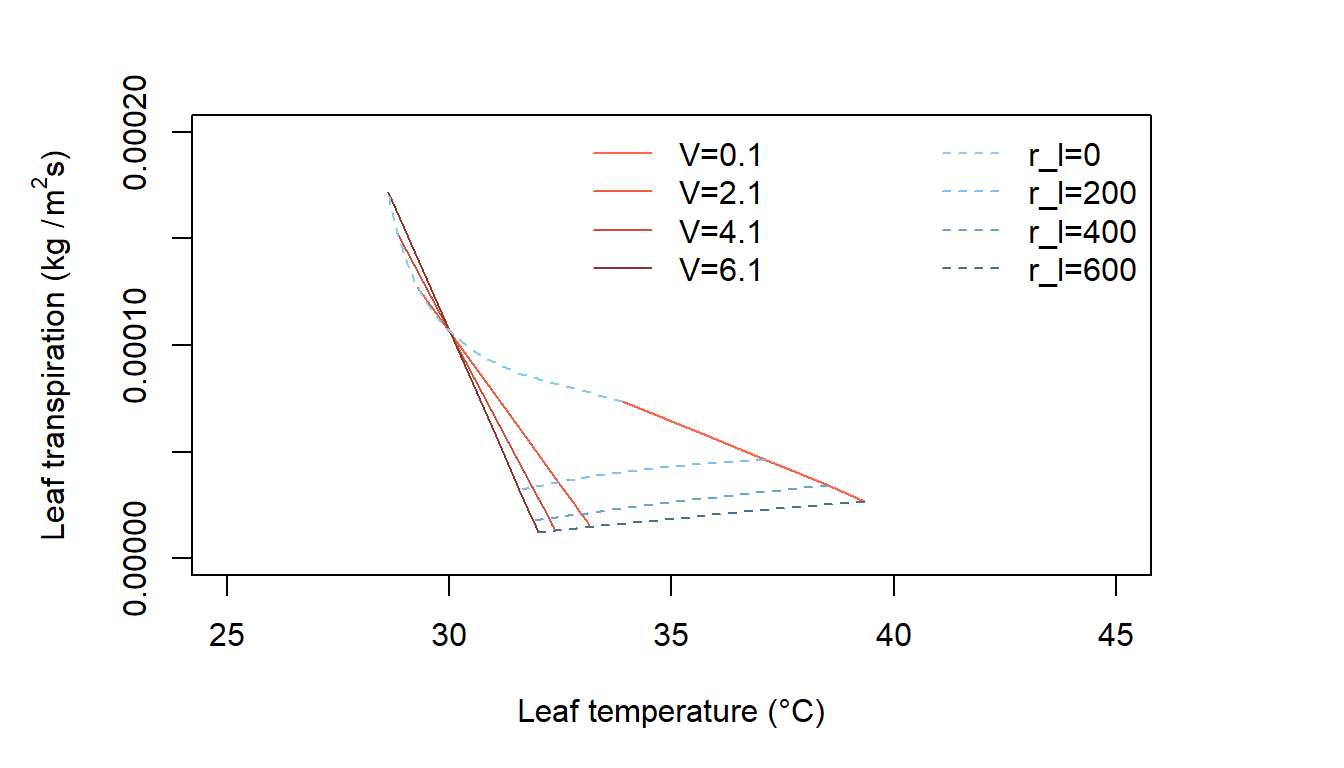 0.00020
0.00010
0.00000
Leaf transpiration (kg /m²s)
V=0.1
V=2.1
V=4.1
V=6.1
r_l=0
r_l=200
r_l=400
r_l=600
25 30 35 40 45
Leaf temperature (°C)